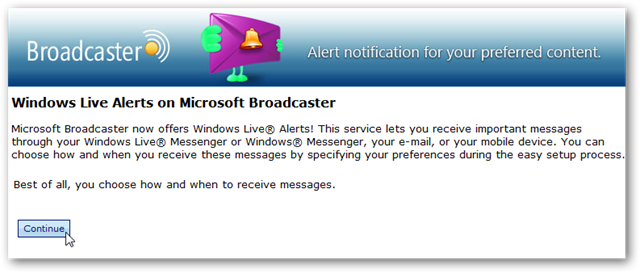 Broadcaster
Alert notification for your preferred content.
Windows Live Alerts on Microsoft Broadcaster
Microsoft Broadcaster now offers Windows Live® Alerts! This service lets you receive important messages
through your Windows Live® Messenger or Windows® Messenger, your e-mail, or your mobile device. You can
choose how and when you receive these messages by specifying your preferences during the easy setup process.
Best of all, you choose how and when to receive messages.
Continue